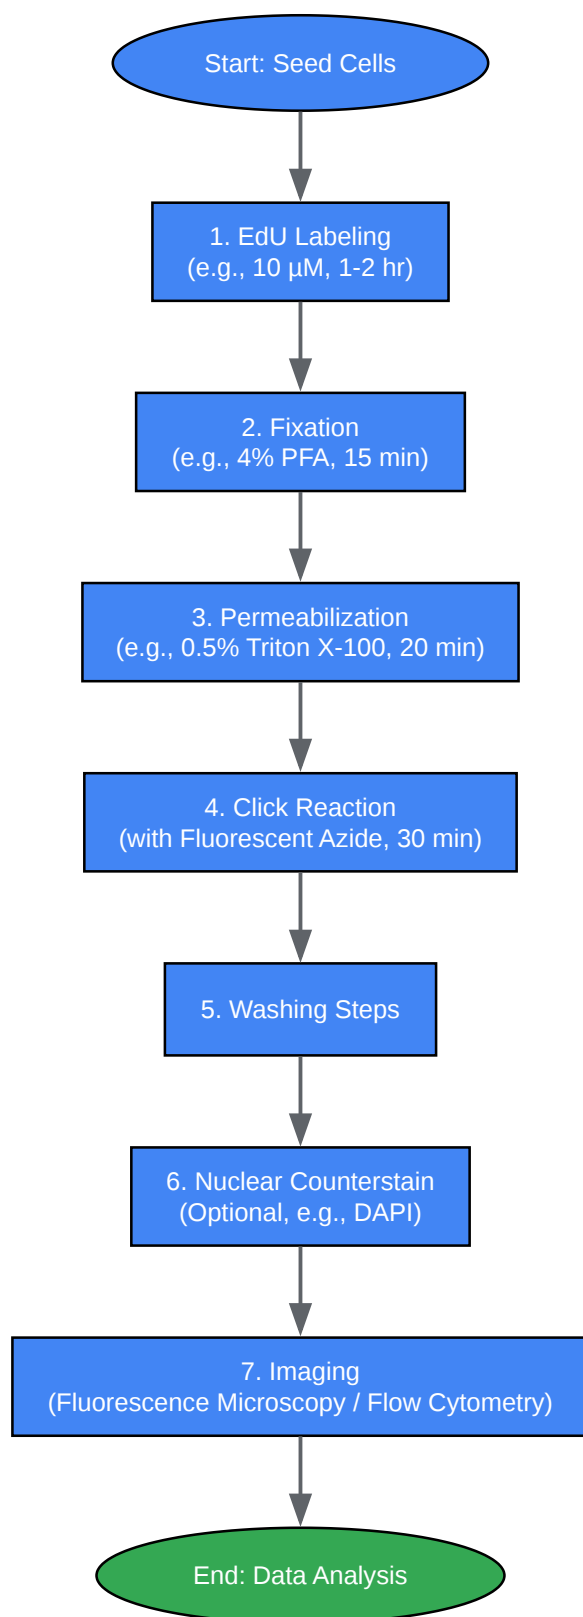 Start: Seed Cells
1. EdU Labeling
(e.g., 10 µM, 1-2 hr)
2. Fixation
(e.g., 4% PFA, 15 min)
3. Permeabilization
(e.g., 0.5% Triton X-100, 20 min)
4. Click Reaction
(with Fluorescent Azide, 30 min)
5. Washing Steps
6. Nuclear Counterstain
(Optional, e.g., DAPI)
7. Imaging
(Fluorescence Microscopy / Flow Cytometry)
End: Data Analysis